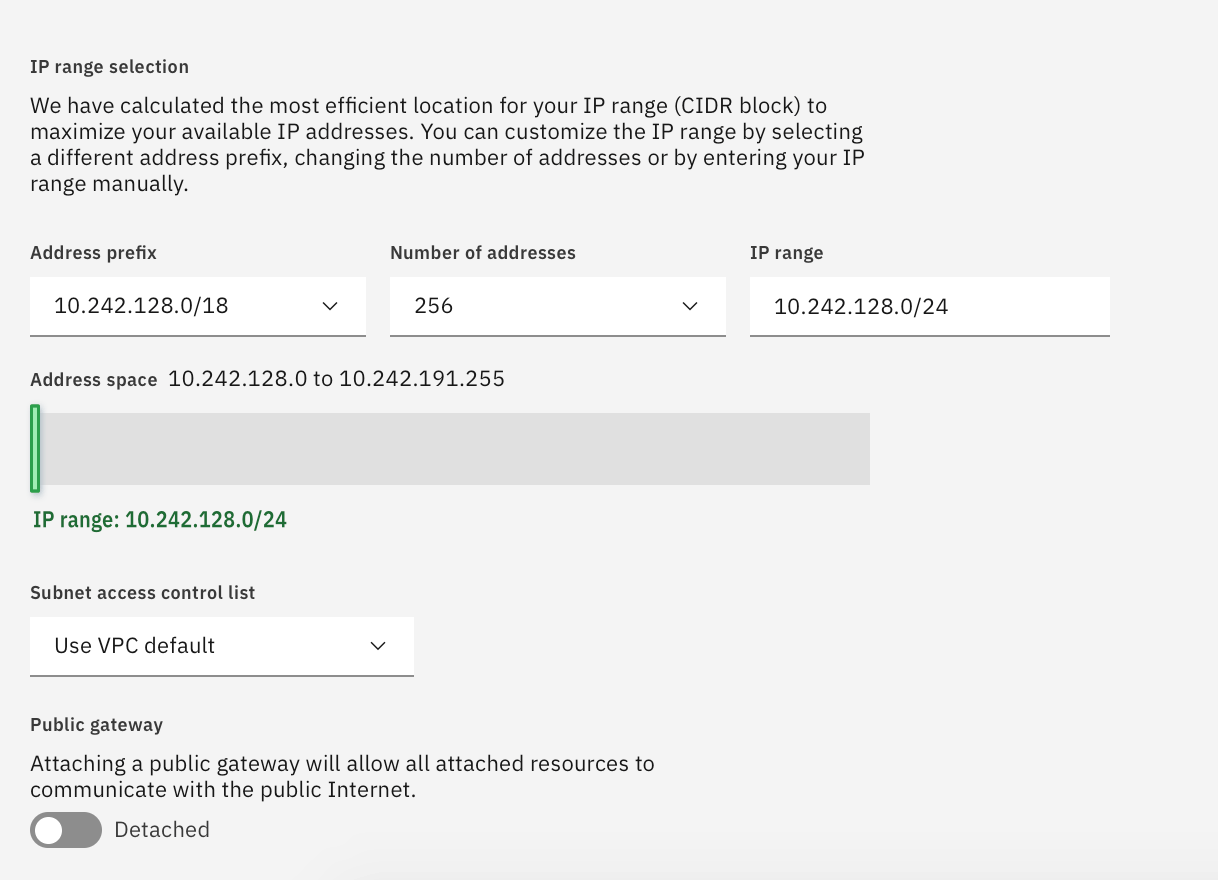 IP range selection
We have calculated the most efficient location for your IP range (CIDR block) to
maximize your available IP addresses. You can customize the IP range by selecting
a different address prefix, changing the number of addresses or by entering your IP
range manually.
Address prefix
Number of addresses
IP range
10.242.128.0/18
256
10.242.128.0/24
Address space 10.242.128.0 to 10.242.191.255
IP range: 10.242.128.0/24
Subnet access control list
Use VPC default
Public gateway
Attaching a public gateway will allow all attached resources to
communicate with the public Internet.
Detached